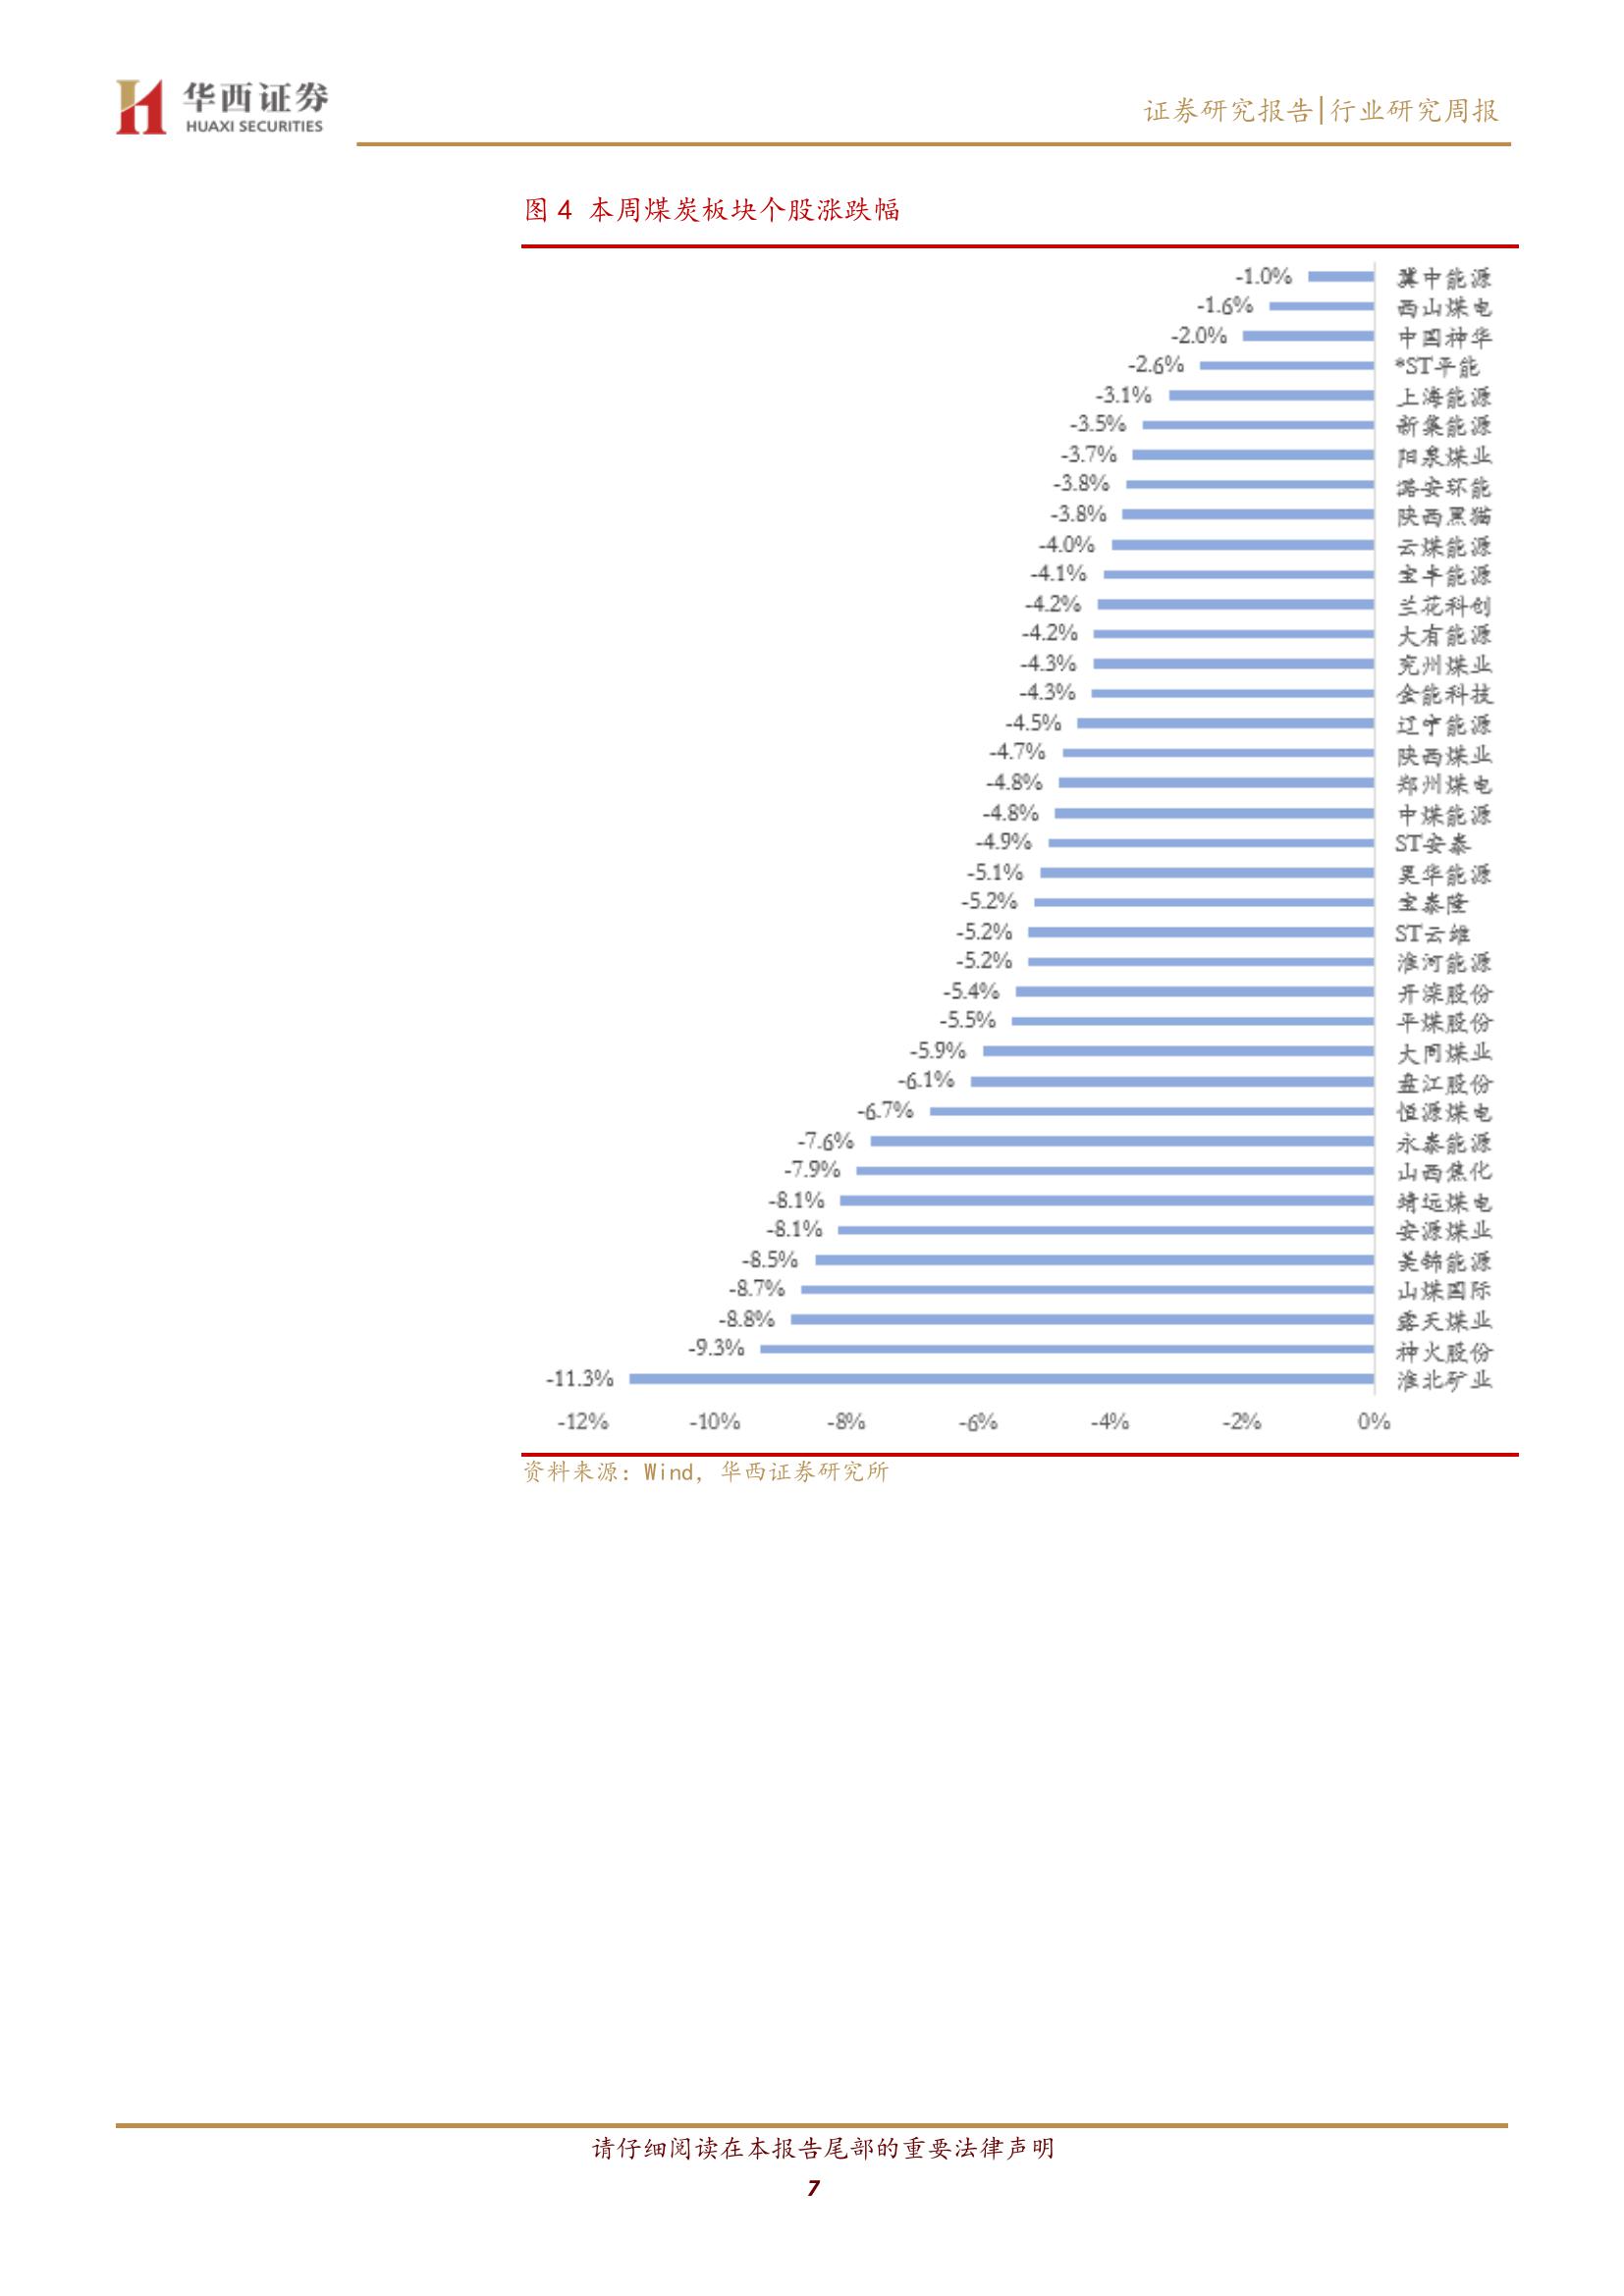 华西证券
HUAXI SECURITIES
证券研究报告|行业研究周报
图 4 本周煤炭板块个股涨跌幅
-1.0% 冀中能源
-1.6% 西山煤电
-2.0% 中国神华
-2.6% *ST平能
-3.1% 上海能源
-3.5% 新集能源
-3.7% 阳泉煤业
-3.8% 潞安环能
-3.8% 陕西黑猫
-4.0% 云煤能源
-4.1% 宝丰能源
-4.2% 兰花科创
-4.2% 大有能源
-4.3% 兖州煤业
-4.3% 金能科技
-4.5% 辽宁能源
-4.7% 陕西煤业
-4.8% 郑州煤电
-4.8% 中煤能源
-4.9% ST安泰
-5.1% 昊华能源
-5.2% 宝泰隆
-5.2% ST云维
-5.2% 淮河能源
-5.4% 开滦股份
-5.5% 平煤股份
-5.9% 大同煤业
-6.1% 盘江股份
-6.7% 恒源煤电
-7.6% 永泰能源
-7.9% 山西焦化
-8.1% 靖远煤电
-8.1% 安源煤业
-8.5% 美锦能源
-8.7% 山煤国际
-8.8% 露天煤业
-9.3% 神火股份
-11.3% 淮北矿业
-12% -10% -8% -6% -4% -2% 0%
资料来源：Wind，华西证券研究所
请仔细阅读在本报告尾部的重要法律声明
7